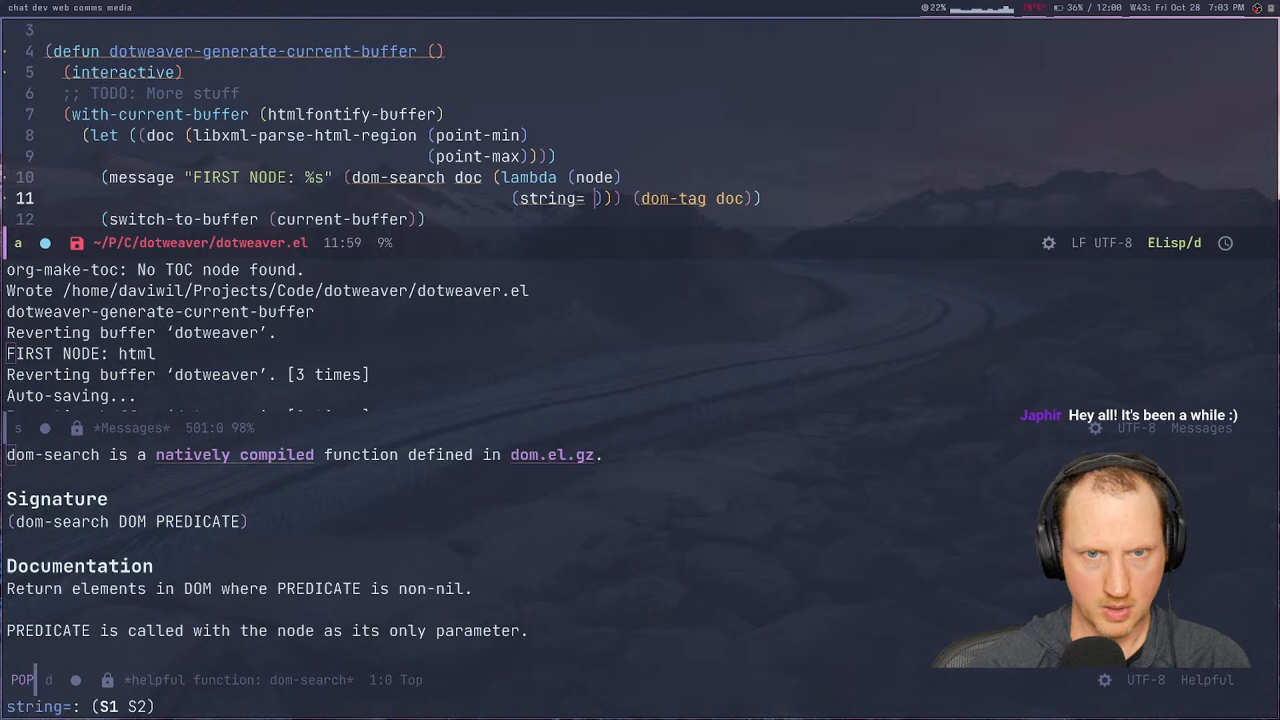 chat dev web comms media
22% 78°C 36% / 12:00 W43: Fri Oct 28 7:03 PM
3
4 (defun dotweaver-generate-current-buffer ()
5 (interactive)
6 ;; TODO: More stuff
7 (with-current-buffer (htmlfontify-buffer)
8 (let ((doc (libxml-parse-html-region (point-min)
9 (point-max))))
10 (message "FIRST NODE: %s" (dom-search doc (lambda (node)
11 (string= ))) (dom-tag doc))
12 (switch-to-buffer (current-buffer))
a ~/P/C/dotweaver/dotweaver.el 11:59 9% LF UTF-8 ELisp/d
org-make-toc: No TOC node found.
Wrote /home/daviwil/Projects/Code/dotweaver/dotweaver.el
dotweaver-generate-current-buffer
Reverting buffer ‘dotweaver’.
FIRST NODE: html
Reverting buffer ‘dotweaver’. [3 times]
Auto-saving...
Japhir Hey all! It's been a while :)
s *Messages* 501:0 98% UTF-8 Messages
dom-search is a natively compiled function defined in dom.el.gz.
Signature
(dom-search DOM PREDICATE)
Documentation
Return elements in DOM where PREDICATE is non-nil.
PREDICATE is called with the node as its only parameter.
POP d *helpful function: dom-search* 1:0 Top UTF-8 Helpful
string=: (S1 S2)